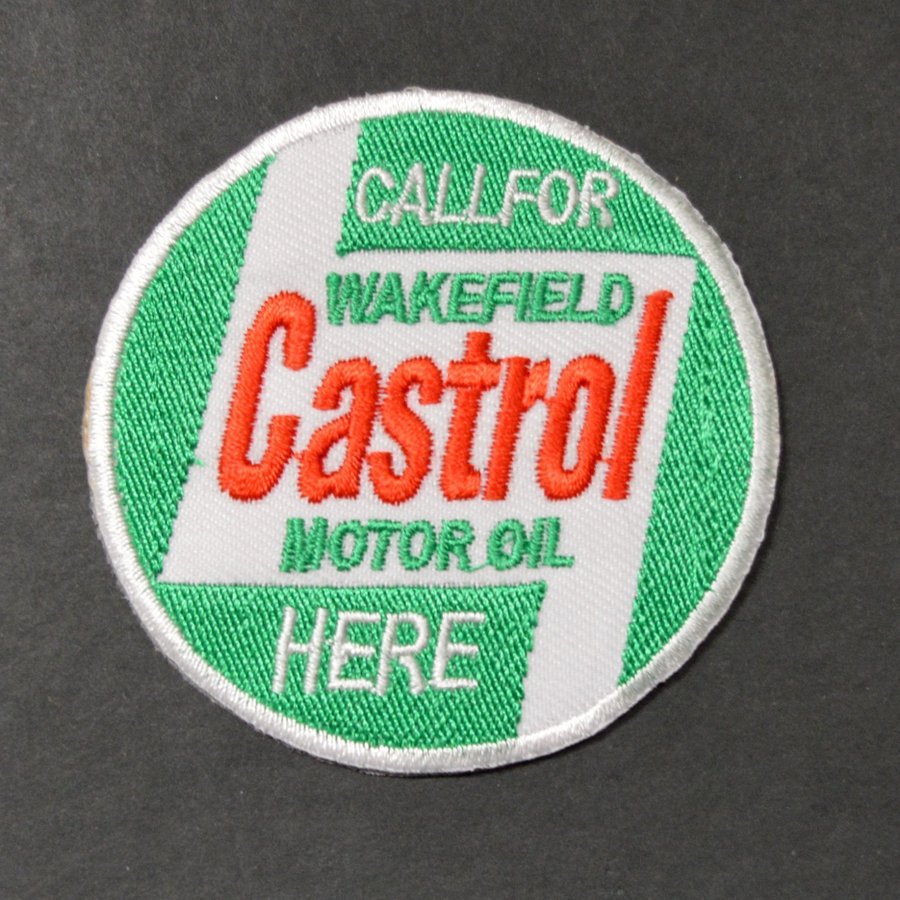 CALLFOR
WAKEFIELD
Castrol
MOTOR OIL
HERE